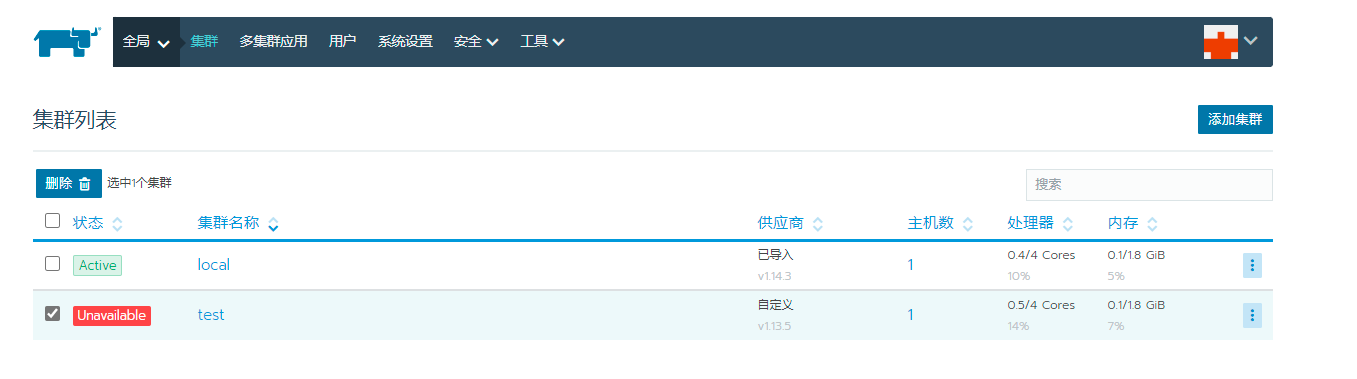 全局 集群 多集群应用 用户 系统设置 安全 工具
集群列表 添加集群
删除 选中1个集群 搜索
状态 集群名称 供应商 主机数 处理器 内存
Active local 已导入 1 0.4/4 Cores 0.1/1.8 GiB
v1.14.3 10% 5%
Unavailable test 自定义 1 0.5/4 Cores 0.1/1.8 GiB
v1.13.5 14% 7%